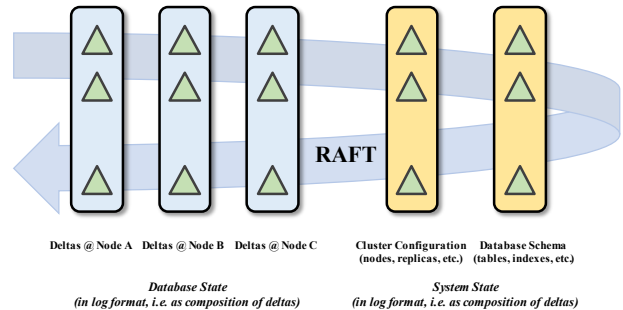 RAFT
Deltas @ Node A
Deltas @ Node B
Deltas @ Node C
Cluster Configuration
(nodes, replicas, etc.)
Database Schema
(tables, indexes, etc.)
Database State
(in log format, i.e. as composition of deltas)
System State
(in log format, i.e. as composition of deltas)